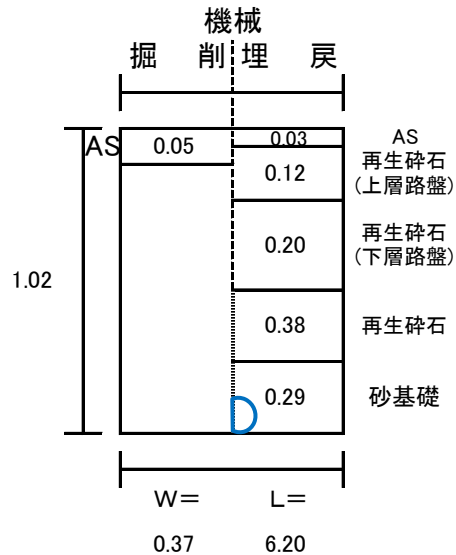 機械
掘 削 埋 戻
AS 0.05 0.03 AS
0.12 再生砕石
(上層路盤)
0.20 再生砕石
(下層路盤)
1.02
0.38 再生砕石
0.29 砂基礎
W= L=
0.37 6.20